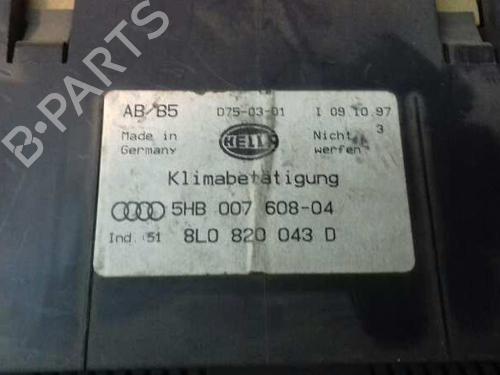 AB/B5 D75-03-01 I 09.10.97
Made in Germany
HELLA
Nicht werfen 3
Klimabetätigung
5HB 007 608-04
Ind. 51 8L0 820 043 D
B-PARTS